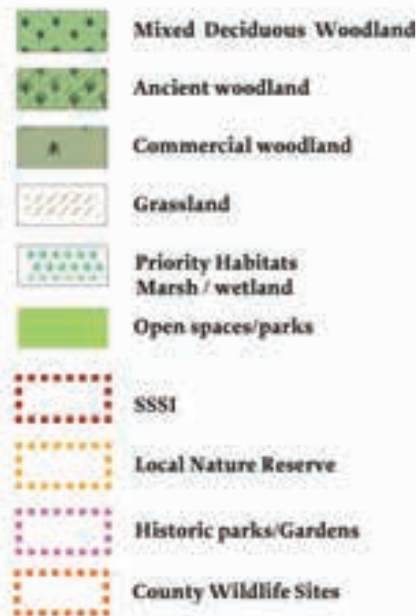 Mixed Deciduous Woodland
Ancient woodland
Commercial woodland
Grassland
Priority Habitats
Marsh / wetland
Open spaces/parks
SSSI
Local Nature Reserve
Historic parks/Gardens
County Wildlife Sites